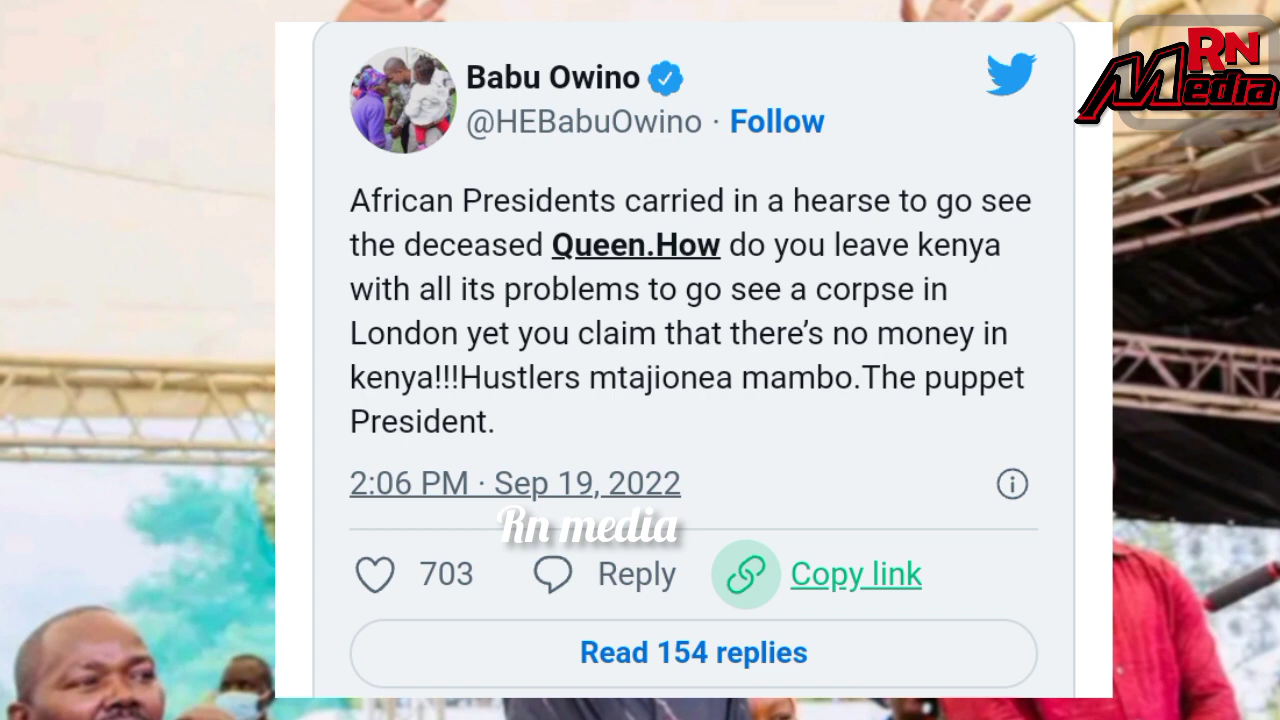 RN
Media
Babu Owino
@HEBabuOwino · Follow
African Presidents carried in a hearse to go see
the deceased Queen.How do you leave kenya
with all its problems to go see a corpse in
London yet you claim that there’s no money in
kenya!!!Hustlers mtajionea mambo.The puppet
President.
2:06 PM · Sep 19, 2022
Rn media
703 Reply Copy link
Read 154 replies